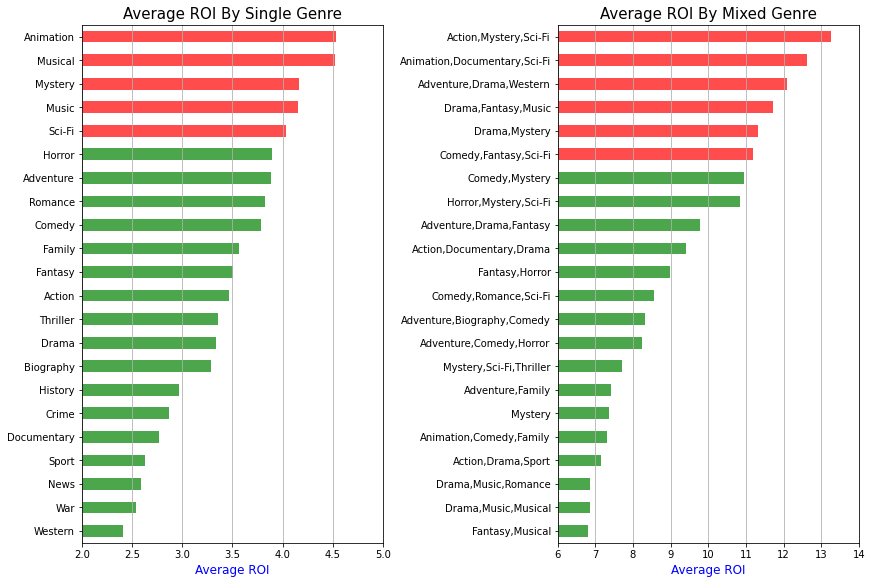 Average ROI By Single Genre
Animation
Musical
Mystery
Music
Sci-Fi
Horror
Adventure
Romance
Comedy
Family
Fantasy
Action
Thriller
Drama
Biography
History
Crime
Documentary
Sport
News
War
Western
2.0 2.5 3.0 3.5 4.0 4.5 5.0
Average ROI
Average ROI By Mixed Genre
Action,Mystery,Sci-Fi
Animation,Documentary,Sci-Fi
Adventure,Drama,Western
Drama,Fantasy,Music
Drama,Mystery
Comedy,Fantasy,Sci-Fi
Comedy,Mystery
Horror,Mystery,Sci-Fi
Adventure,Drama,Fantasy
Action,Documentary,Drama
Fantasy,Horror
Comedy,Romance,Sci-Fi
Adventure,Biography,Comedy
Adventure,Comedy,Horror
Mystery,Sci-Fi,Thriller
Adventure,Family
Mystery
Animation,Comedy,Family
Action,Drama,Sport
Drama,Music,Romance
Drama,Music,Musical
Fantasy,Musical
6 7 8 9 10 11 12 13 14
Average ROI